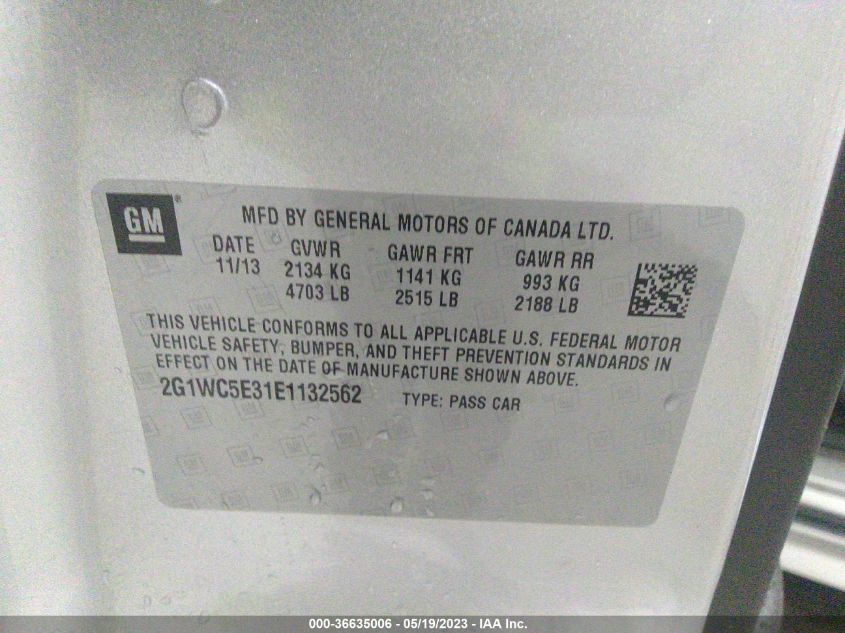 GM ®
MFD BY GENERAL MOTORS OF CANADA LTD.
DATE GVWR GAWR FRT GAWR RR
11/13 2134 KG 1141 KG 993 KG
4703 LB 2515 LB 2188 LB
THIS VEHICLE CONFORMS TO ALL APPLICABLE U.S. FEDERAL MOTOR
VEHICLE SAFETY, BUMPER, AND THEFT PREVENTION STANDARDS IN
EFFECT ON THE DATE OF MANUFACTURE SHOWN ABOVE.
2G1WC5E31E1132562 TYPE: PASS CAR
000-36635006 - 05/19/2023 - IAA Inc.